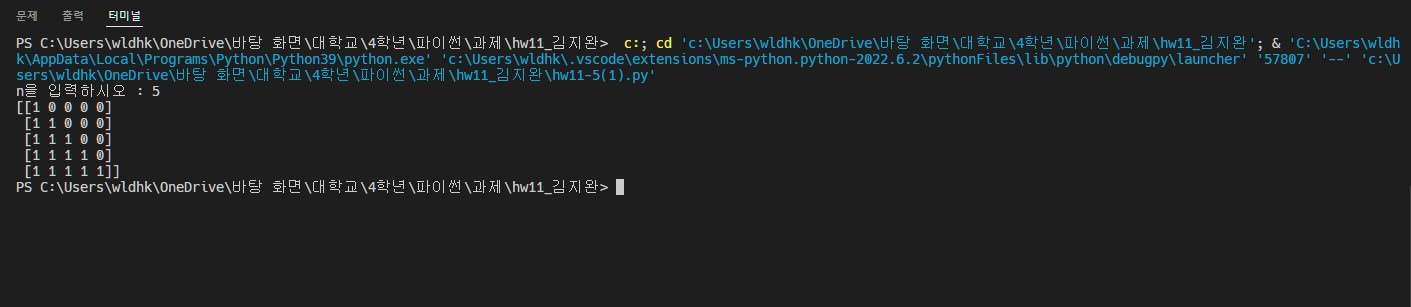 문제 출력 터미널
PS C:\Users\wldhk\OneDrive\바탕 화면\대학교\4학년\파이썬\과제\hw11_김지완>  c:; cd 'c:\Users\wldhk\OneDrive\바탕 화면\대학교\4학년\파이썬\과제\hw11_김지완'; & 'C:\Users\wldh
k\AppData\Local\Programs\Python\Python39\python.exe' 'c:\Users\wldhk\.vscode\extensions\ms-python.python-2022.6.2\pythonFiles\lib\python\debugpy\launcher' '57807' '--' 'c:\U
sers\wldhk\OneDrive\바탕 화면\대학교\4학년\파이썬\과제\hw11_김지완\hw11-5(1).py'
n을 입력하시오 : 5
[[1 0 0 0 0]
 [1 1 0 0 0]
 [1 1 1 0 0]
 [1 1 1 1 0]
 [1 1 1 1 1]]
PS C:\Users\wldhk\OneDrive\바탕 화면\대학교\4학년\파이썬\과제\hw11_김지완>